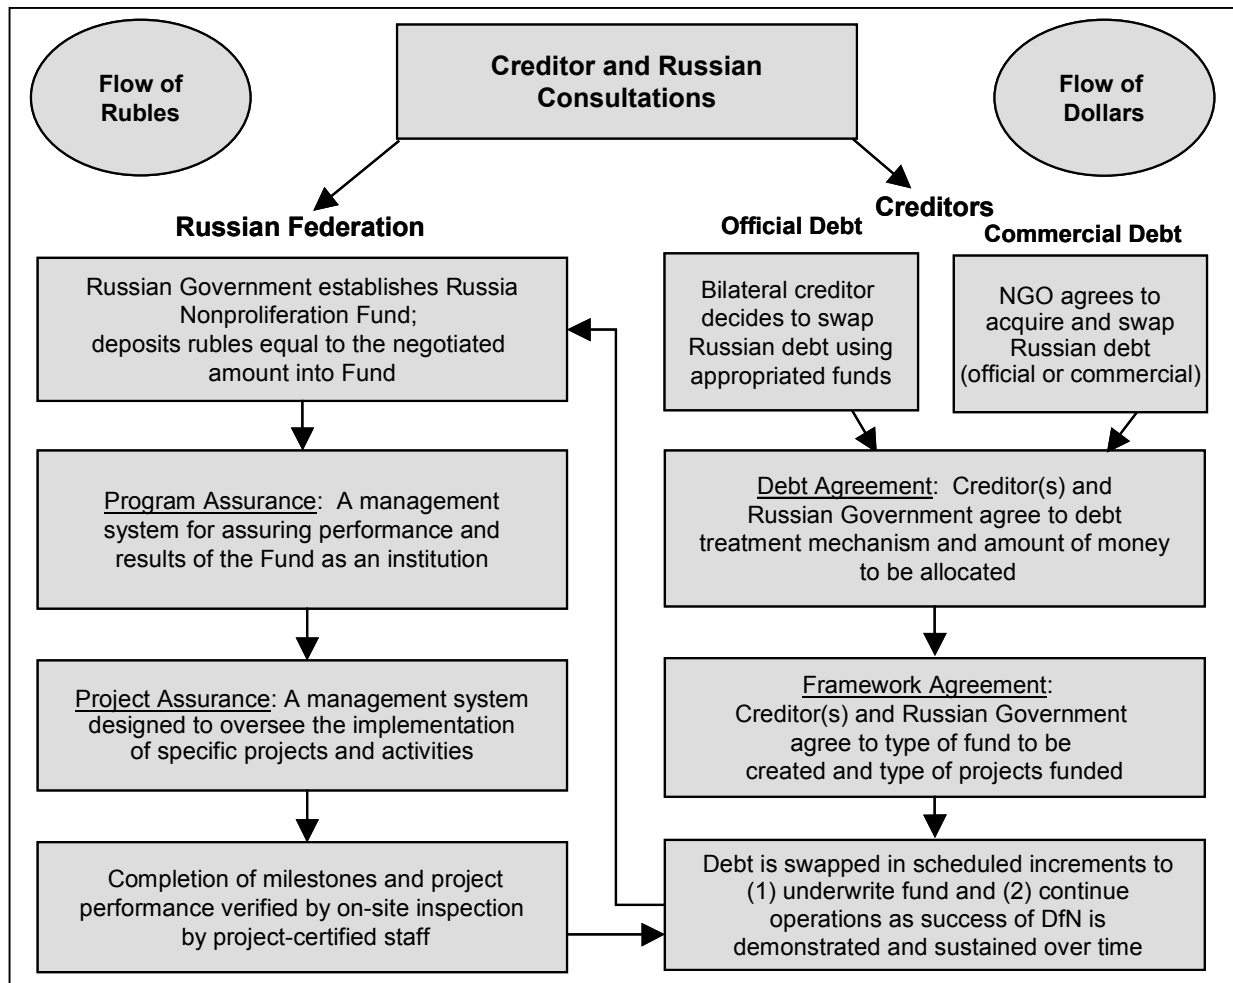 Flow of
Rubles
Creditor and Russian
Consultations
Flow of
Dollars
Russian Federation
Russian Government establishes Russia
Nonproliferation Fund;
deposits rubles equal to the negotiated
amount into Fund
Program Assurance:  A management
system for assuring performance and
results of the Fund as an institution
Project Assurance: A management system
designed to oversee the implementation
of specific projects and activities
Completion of milestones and project
performance verified by on-site inspection
by project-certified staff
Creditors
Official Debt
Commercial Debt
Bilateral creditor
decides to swap
Russian debt using
appropriated funds
NGO agrees to
acquire and swap
Russian debt
(official or commercial)
Debt Agreement:  Creditor(s) and
Russian Government agree to debt
treatment mechanism and amount of money
to be allocated
Framework Agreement:
Creditor(s) and Russian Government
agree to type of fund to be
created and type of projects funded
Debt is swapped in scheduled increments to
(1) underwrite fund and (2) continue
operations as success of DfN is
demonstrated and sustained over time